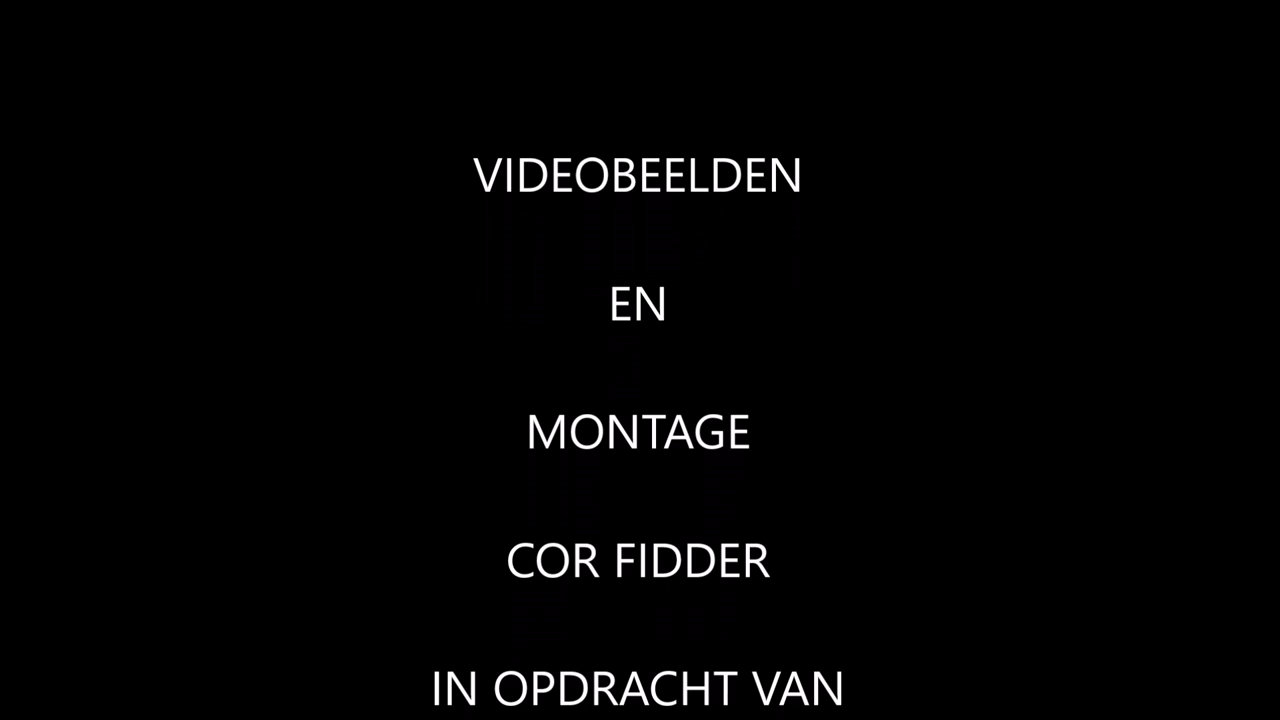 VIDEOBEELDEN
EN
MONTAGE
COR FIDDER
IN OPDRACHT VAN